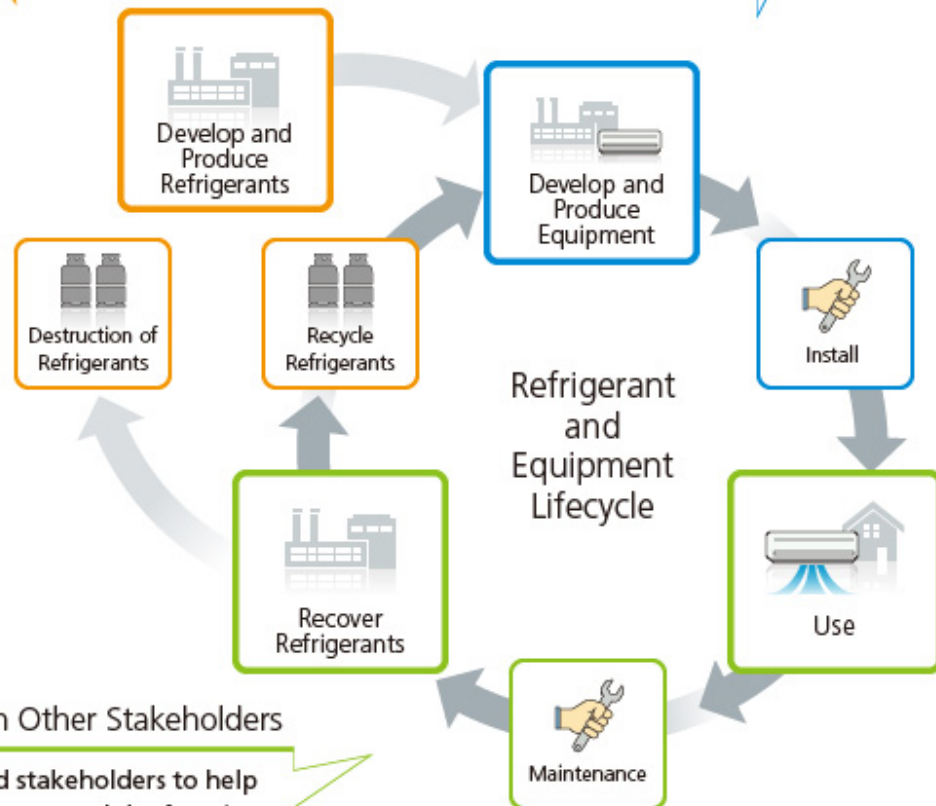 Develop and
Produce
Refrigerants
Develop and
Produce
Equipment
Destruction of
Refrigerants
Recycle
Refrigerants
Install
Refrigerant
and
Equipment
Lifecycle
Recover
Refrigerants
Use
Maintenance
Other Stakeholders
stakeholders to help